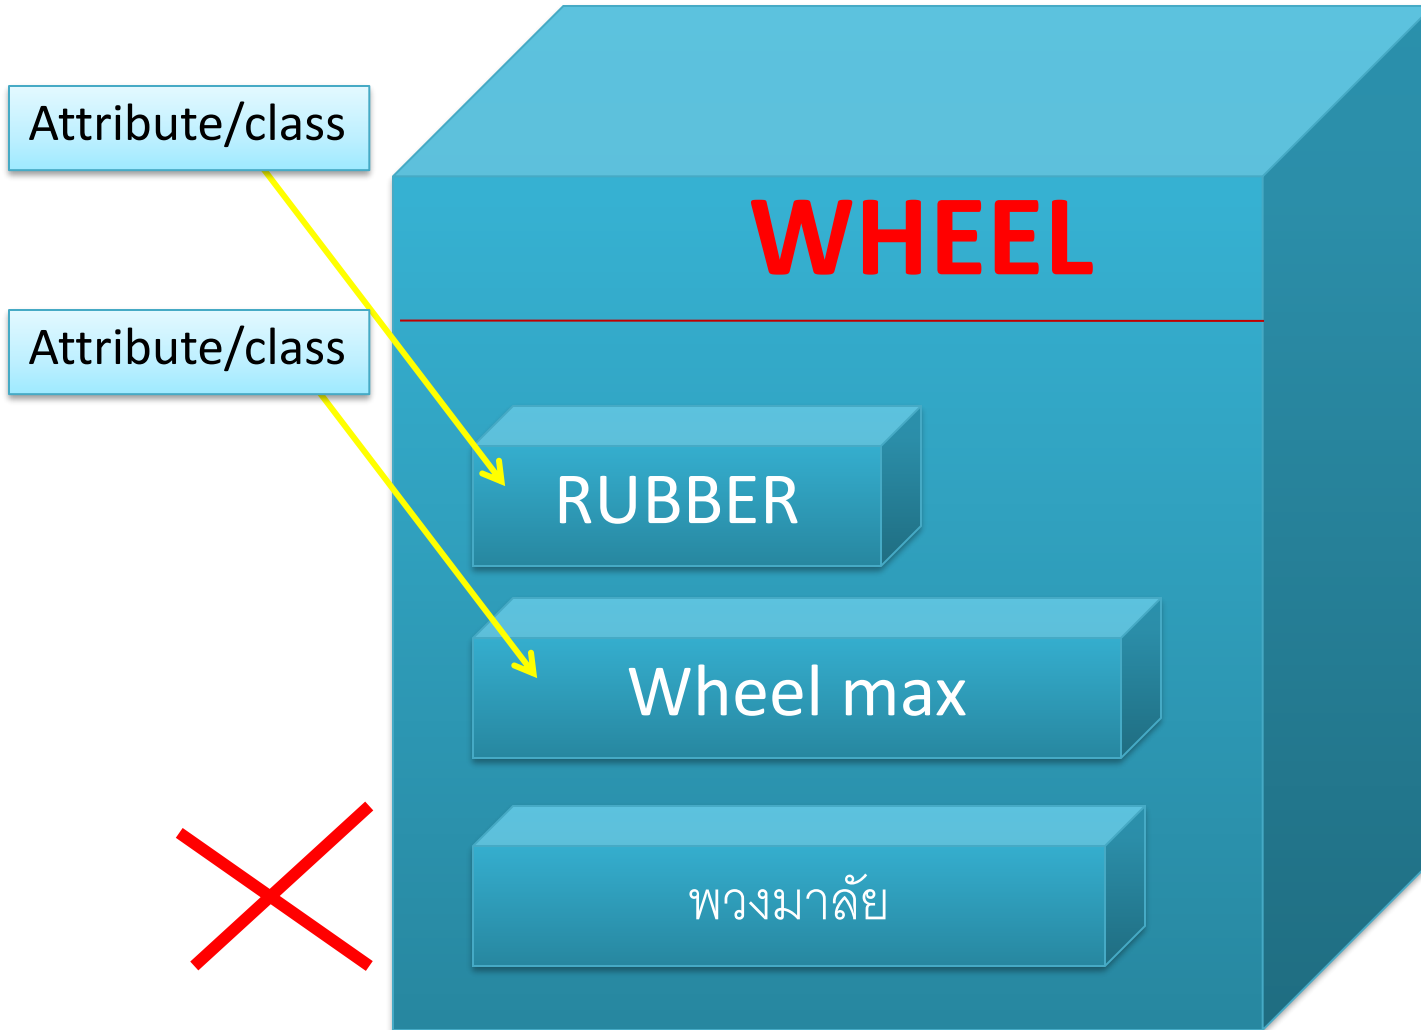 Attribute/class
WHEEL
Attribute/class
RUBBER
Wheel max
พวงมาลัย